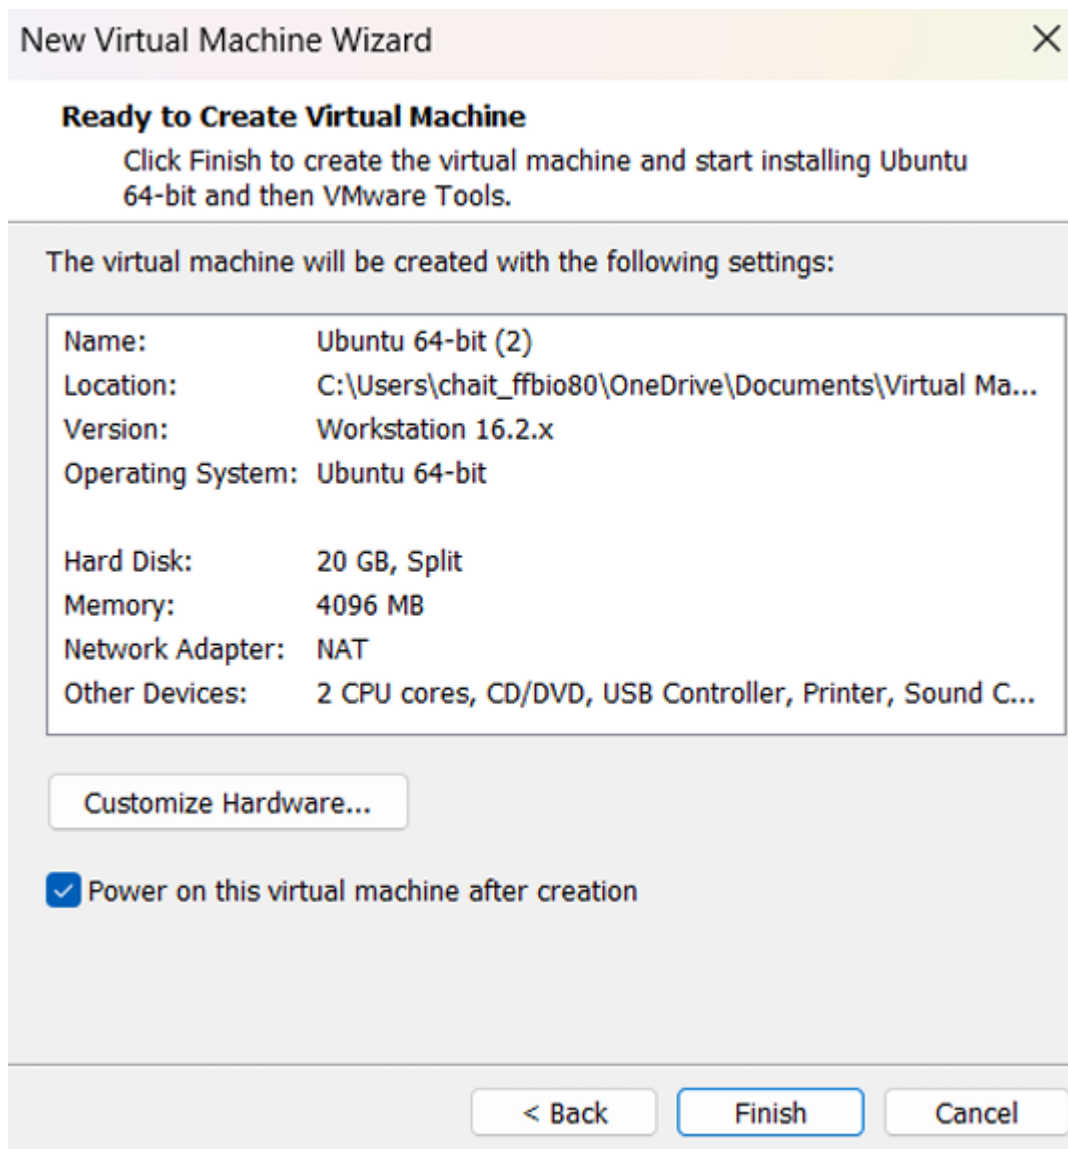 New Virtual Machine Wizard
Ready to Create Virtual Machine
Click Finish to create the virtual machine and start installing Ubuntu
64-bit and then VMware Tools.
The virtual machine will be created with the following settings:
Name: Ubuntu 64-bit (2)
Location: C:\Users\chait_ffbio80\OneDrive\Documents\Virtual Ma...
Version: Workstation 16.2.x
Operating System: Ubuntu 64-bit
Hard Disk: 20 GB, Split
Memory: 4096 MB
Network Adapter: NAT
Other Devices: 2 CPU cores, CD/DVD, USB Controller, Printer, Sound C...
Customize Hardware...
Power on this virtual machine after creation
< Back Finish Cancel